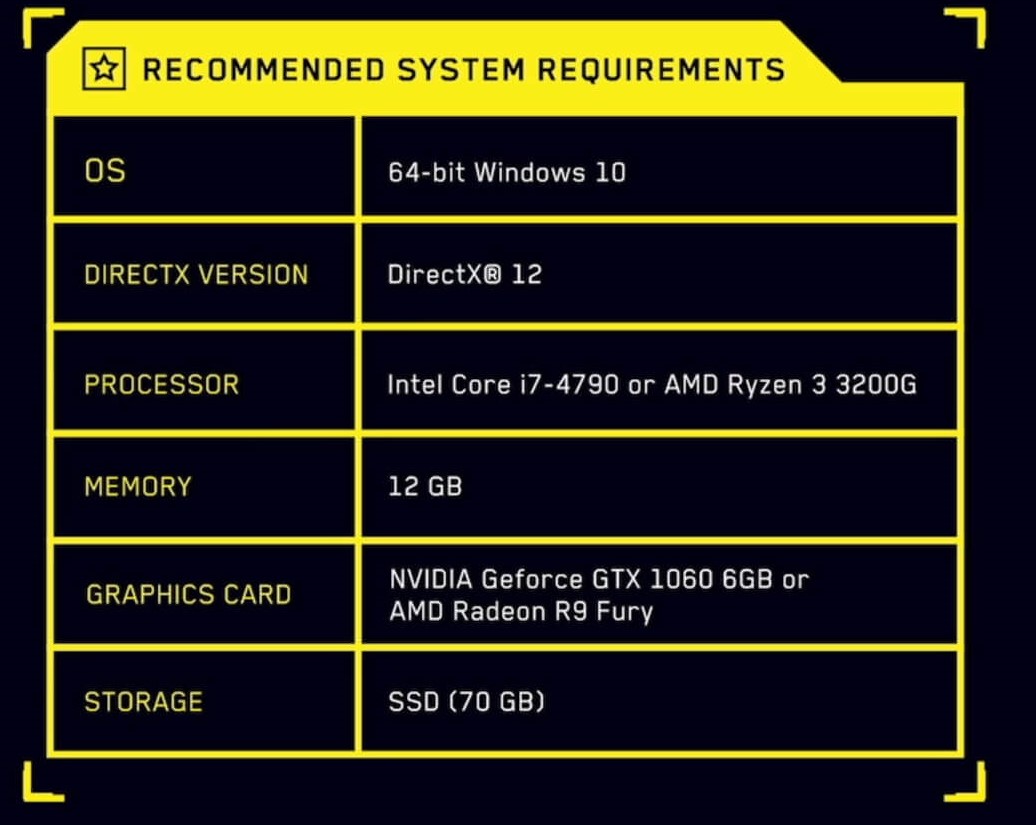 RECOMMENDED SYSTEM REQUIREMENTS
OS
64-bit Windows 10
DIRECTX VERSION
DirectX® 12
PROCESSOR
Intel Core i7-4790 or AMD Ryzen 3 3200G
MEMORY
12 GB
GRAPHICS CARD
NVIDIA Geforce GTX 1060 6GB or
AMD Radeon R9 Fury
STORAGE
SSD (70 GB)